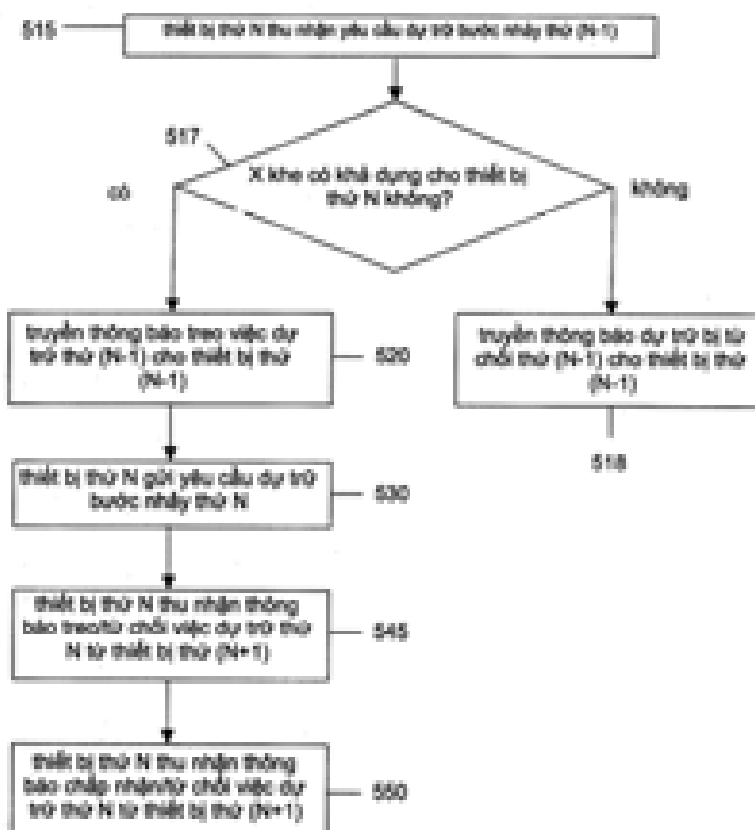 515
thiết bị thứ N thu nhận yêu cầu dự trữ bước nhảy thứ (N-1)
517
X khe có khả dụng cho thiết bị
thứ N không?
có
không
truyền thông báo treo việc dự
trữ thứ (N-1) cho thiết bị thứ
(N-1)
520
truyền thông báo dự trữ bị từ
chối thứ (N-1) cho thiết bị thứ
(N-1)
518
thiết bị thứ N gửi yêu cầu dự trữ
bước nhảy thứ N
530
thiết bị thứ N thu nhận thông
báo treo/từ chối việc dự trữ thứ
N từ thiết bị thứ (N+1)
545
thiết bị thứ N thu nhận thông
báo chấp nhận/từ chối việc dự
trữ thứ N từ thiết bị thứ (N+1)
550